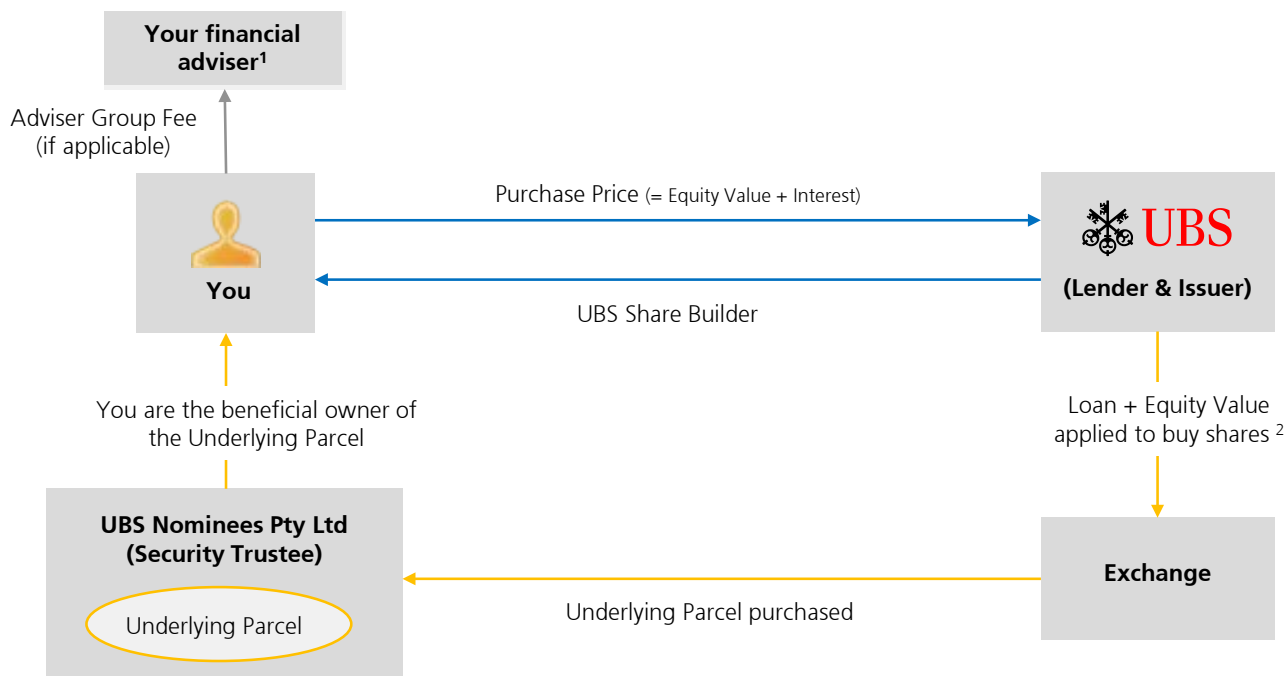 Your financial
adviser¹
Adviser Group Fee
(if applicable)
Purchase Price (= Equity Value + Interest)
UBS
You
(Lender & Issuer)
UBS Share Builder
You are the beneficial owner of
the Underlying Parcel
Loan + Equity Value
applied to buy shares ²
UBS Nominees Pty Ltd
(Security Trustee)
Exchange
Underlying Parcel
Underlying Parcel purchased